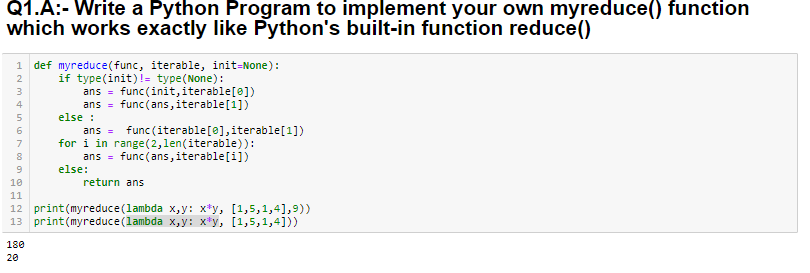 Q1.A:- Write a Python Program to implement your own myreduce() function
which works exactly like Python's built-in function reduce()
1 def myreduce(func, iterable, init=None):
2     if type(init)!= type(None):
3         ans = func(init,iterable[0])
4         ans = func(ans,iterable[1])
5     else :
6         ans =  func(iterable[0],iterable[1])
7     for i in range(2,len(iterable)):
8         ans = func(ans,iterable[i])
9     else:
10         return ans
11
12 print(myreduce(lambda x,y: x*y, [1,5,1,4],9))
13 print(myreduce(lambda x,y: x*y, [1,5,1,4]))
180
20